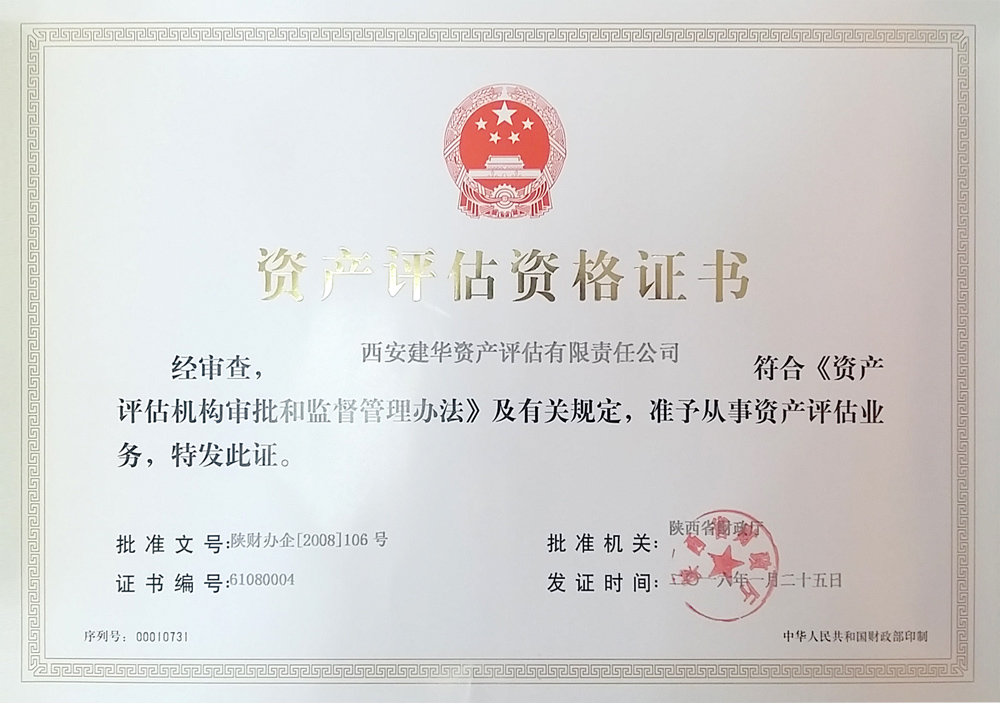 资产评估资格证书
西安建华资产评估有限责任公司
经审查， 符合《资产
评估机构审批和监督管理办法》及有关规定，准予从事资产评估业
务，特发此证。
批准文号:陕财办企[2008]106号
批准机关:陕西省财政厅
证书编号:61080004
发证时间:二〇一六年一月二十五日
序列号：00010731
中华人民共和国财政部印制